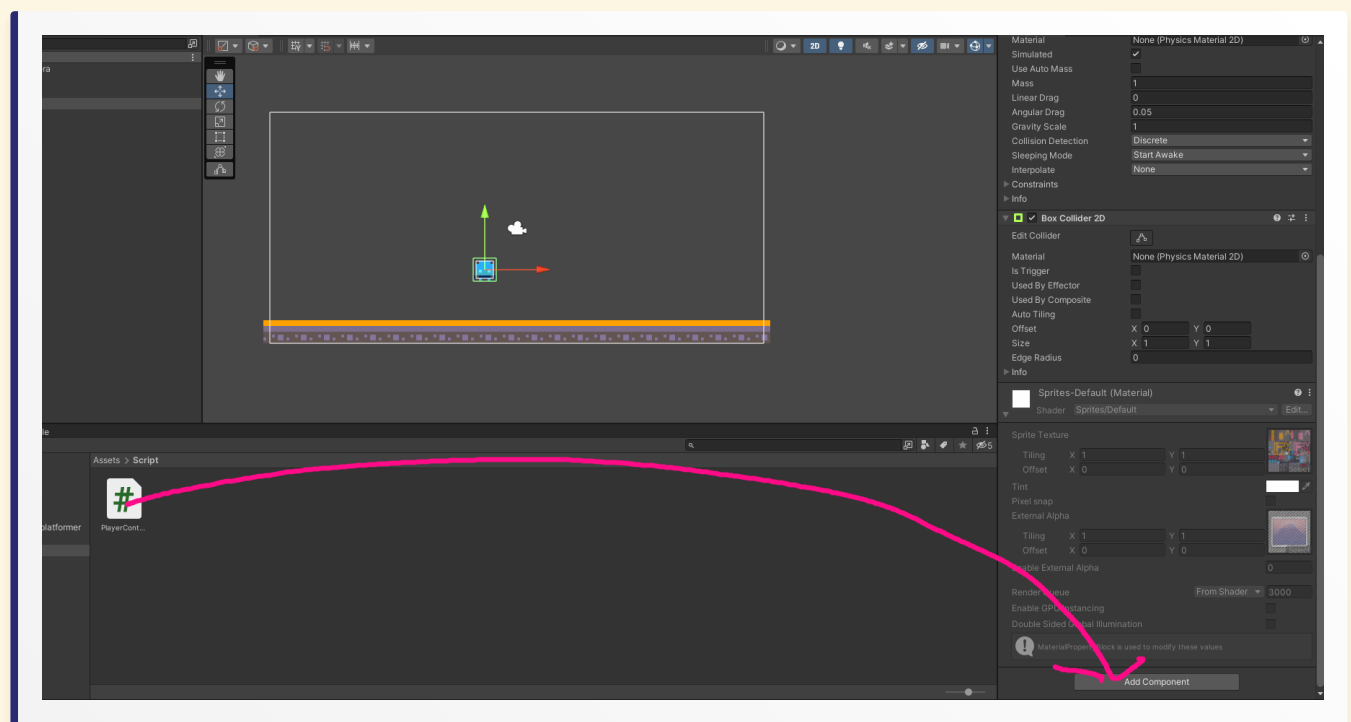 ra
2D
Material None (Physics Material 2D)
Simulated
Use Auto Mass
Mass 1
Linear Drag 0
Angular Drag 0.05
Gravity Scale 1
Collision Detection Discrete
Sleeping Mode Start Awake
Interpolate None
Constraints
Info
Box Collider 2D
Edit Collider
Material None (Physics Material 2D)
Is Trigger
Used By Effector
Used By Composite
Auto Tiling
Offset X 0 Y 0
Size X 1 Y 1
Edge Radius 0
Info
Sprites-Default (Material)
Shader Sprites/Default Edit...
Sprite Texture
Tiling X 1 Y 1
Offset X 0 Y 0 Select
Tint
Pixel snap
External Alpha
Tiling X 1 Y 1
Offset X 0 Y 0 Select
Enable External Alpha 0
Render Queue From Shader 3000
Enable GPU Instancing
Double Sided Global Illumination
MaterialPropertyBlock is used to modify these values
Add Component
le
5
Assets > Script
#
platformer PlayerCont...